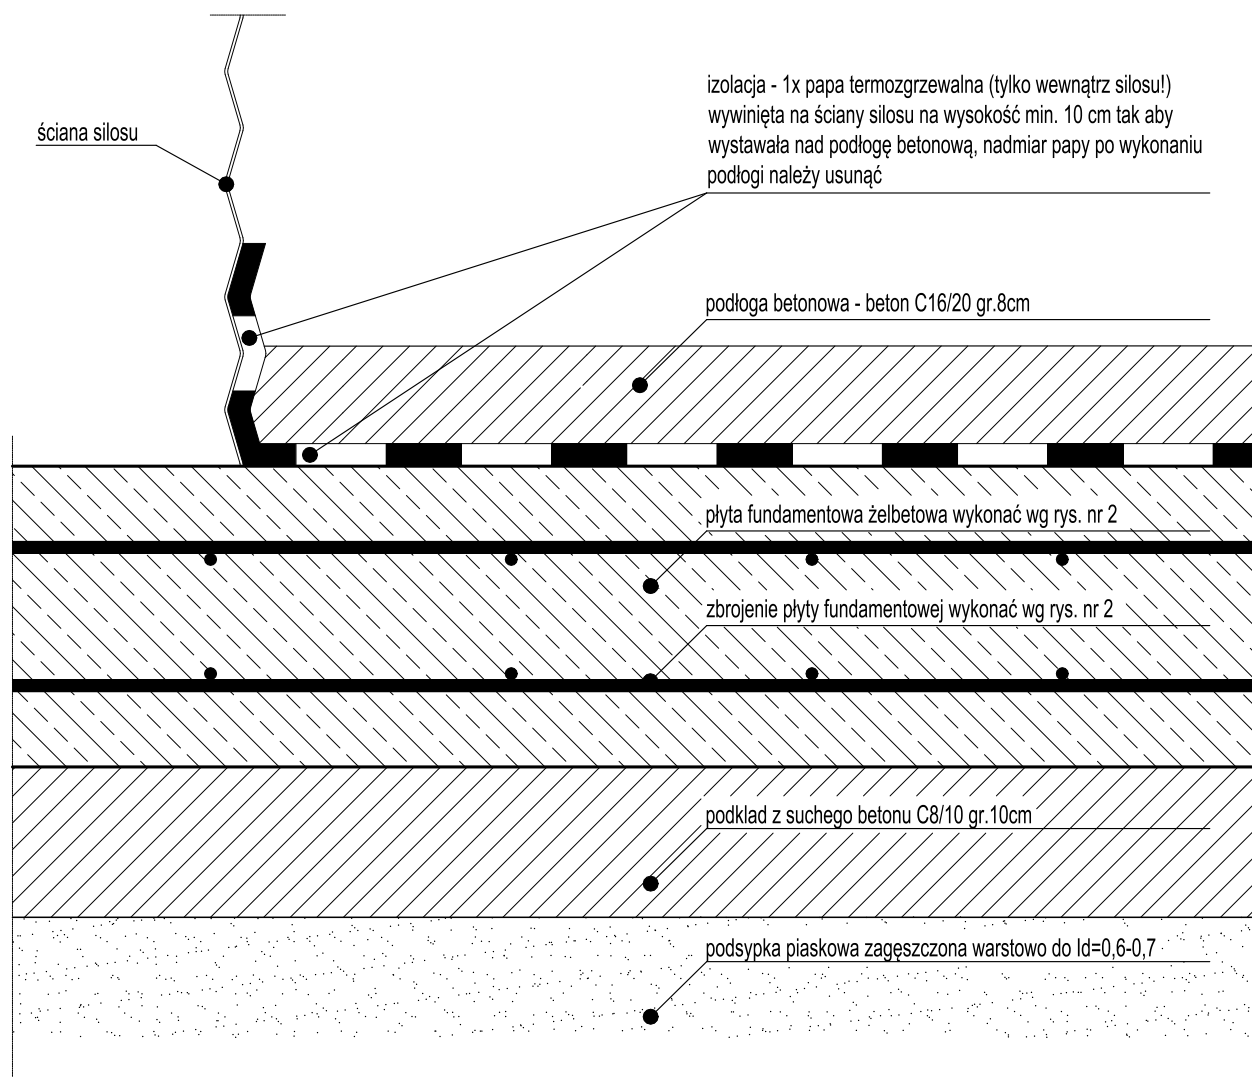 izolacja - 1x papa termozgrzewalna (tylko wewnątrz silosu!)
wywinięta na ściany silosu na wysokość min. 10 cm tak aby
wystawała nad podłogę betonową, nadmiar papy po wykonaniu
podłogi należy usunąć
ściana silosu
podłoga betonowa - beton C16/20 gr.8cm
płyta fundamentowa żelbetowa wykonać wg rys. nr 2
zbrojenie płyty fundamentowej wykonać wg rys. nr 2
podklad z suchego betonu C8/10 gr.10cm
podsypka piaskowa zagęszczona warstowo do Id=0,6-0,7